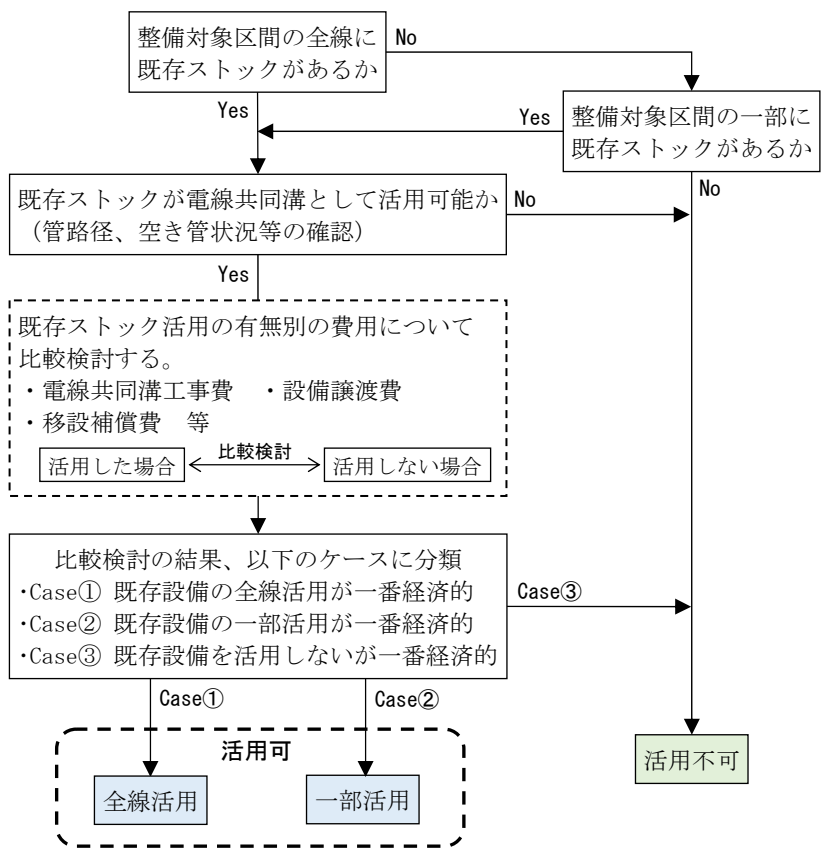 整備対象区間の全線に
既存ストックがあるか
No
Yes
整備対象区間の一部に
既存ストックがあるか
Yes
No
既存ストックが電線共同溝として活用可能か
（管路径、空き管状況等の確認）
No
Yes
既存ストック活用の有無別の費用について
比較検討する。
・電線共同溝工事費　・設備譲渡費
・移設補償費　等
活用した場合
比較検討
活用しない場合
比較検討の結果、以下のケースに分類
・Case① 既存設備の全線活用が一番経済的
・Case② 既存設備の一部活用が一番経済的
・Case③ 既存設備を活用しないが一番経済的
Case③
Case①
Case②
活用可
全線活用
一部活用
活用不可